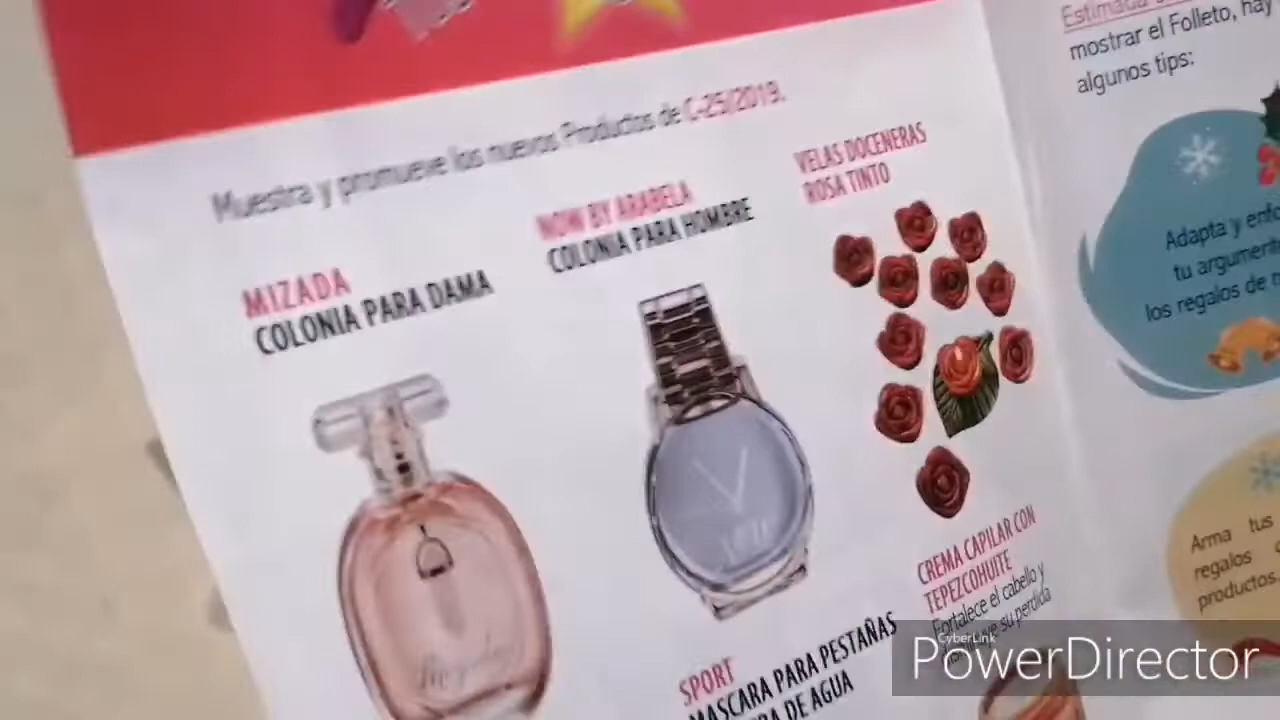 Estimada
mostrar el Folleto, hay
algunos tips:
Muestra y promueve los nuevos Productos de C-25/2019.
VELAS DOCENERAS
ROSA TINTO
NOW BY ARABELA
COLONIA PARA HOMBRE
MIZADA
COLONIA PARA DAMA
Adapta y enfo
tu argument
los regalos de
CREMA CAPILAR CON
TEPEZCOHUITE
Fortalece el cabello y
disminuye su perdida
Arma tus
regalos
productos
SPORT
MASCARA PARA PESTAÑAS
DE AGUA
CyberLink
PowerDirector